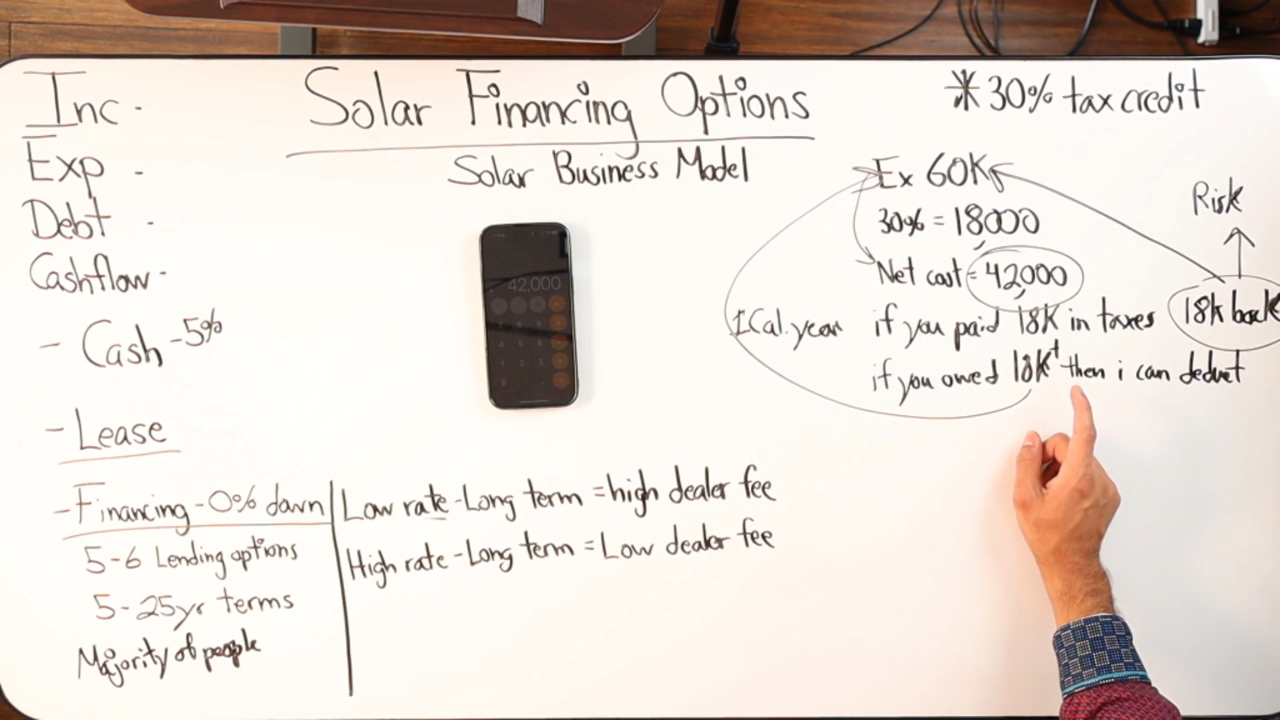 Solar Financing Options
Solar Business Model
Inc -
Exp -
Debt -
Cashflow -
- Cash -5%
- Lease
- Financing - 0% down
5-6 Lending options
5-25yr terms
Majority of people
Low rate - Long term = high dealer fee
High rate - Long term = Low dealer fee
42,000
* 30% tax credit
Ex 60K
30% = 18,000
Net cost = 42,000
1 Cal. year
if you paid 18K in taxes
if you owed 18K+ then i can deduct
18k back
Risk